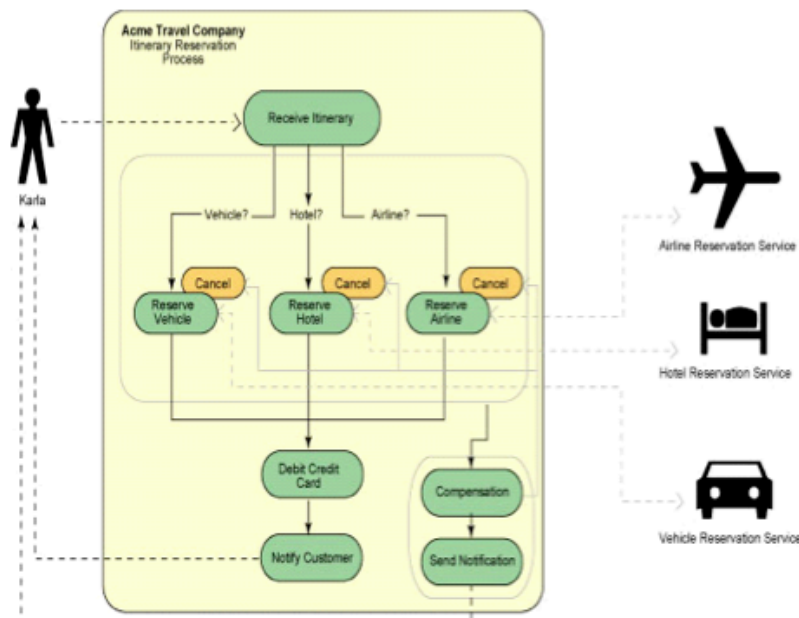 Acme Travel Company
Itinerary Reservation
Process
Receive Itinerary
Karla
Vehicle?
Hotel?
Airline?
Airline Reservation Service
Cancel
Cancel
Cancel
Reserve
Vehicle
Reserve
Hotel
Reserve
Airline
Hotel Reservation Service
Debit Credit
Card
Compensation
Vehicle Reservation Service
Notify Customer
Send Notification